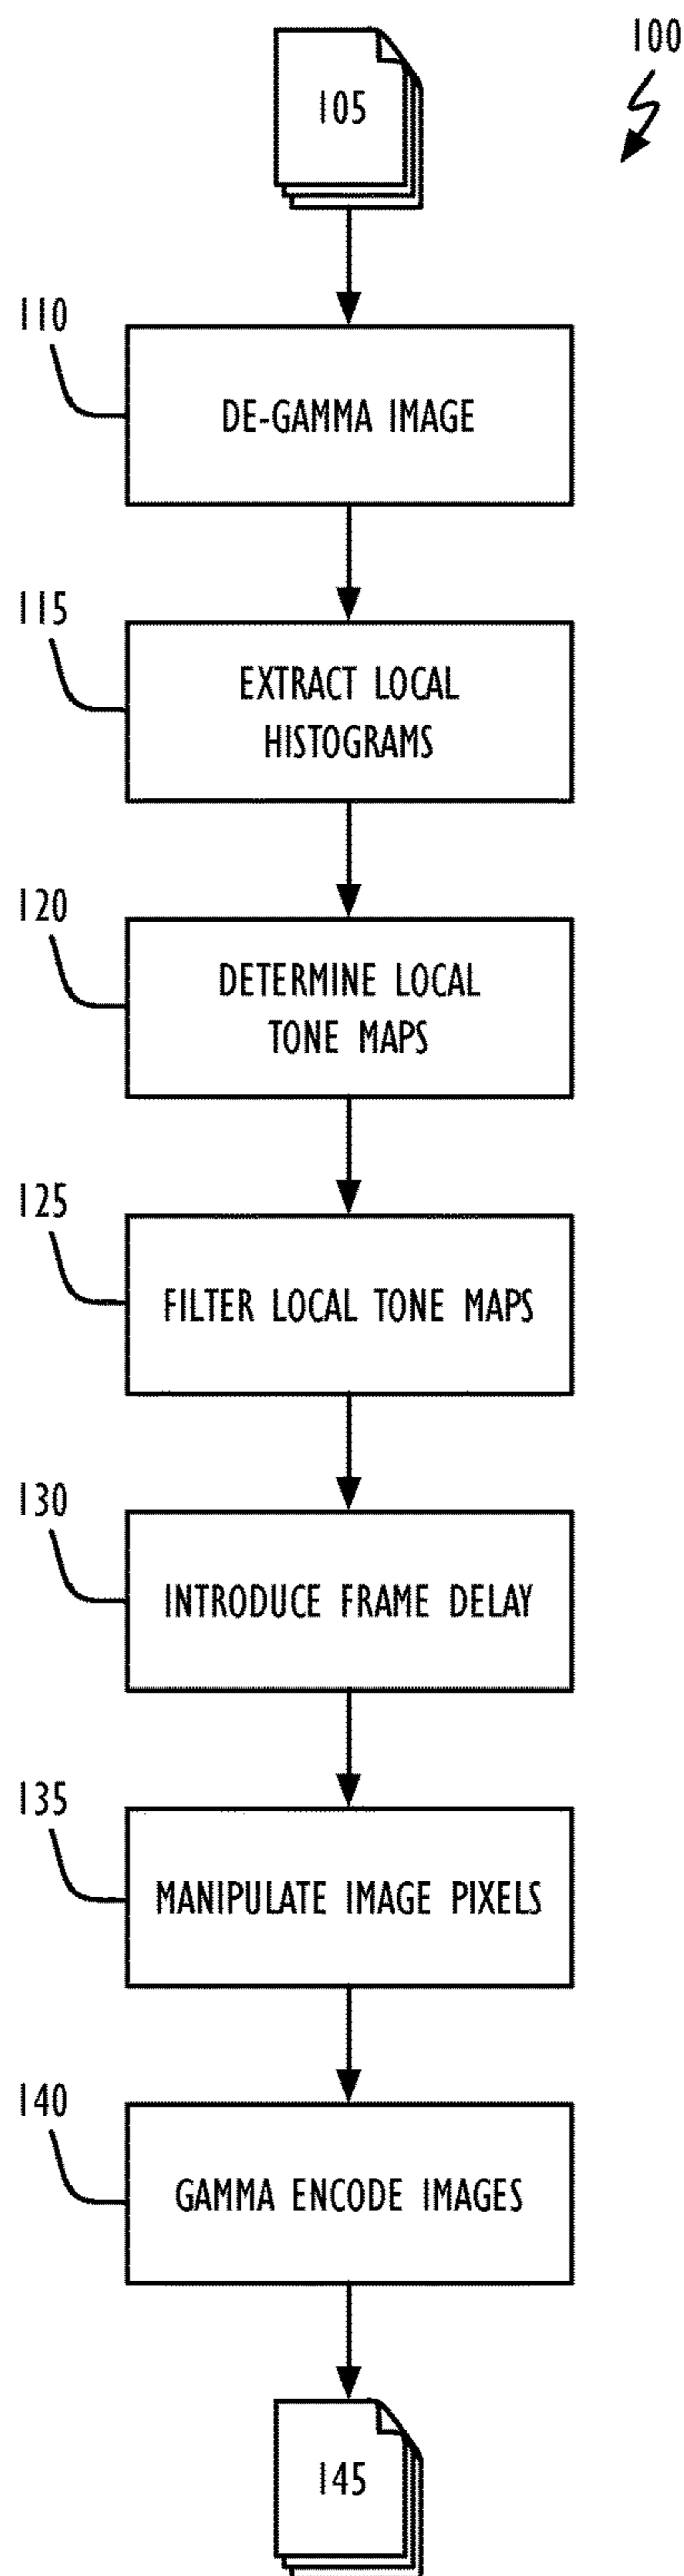 100
105
110
DE-GAMMA IMAGE
115
EXTRACT LOCAL
HISTOGRAMS
120
DETERMINE LOCAL
TONE MAPS
125
FILTER LOCAL TONE MAPS
130
INTRODUCE FRAME DELAY
135
MANIPULATE IMAGE PIXELS
140
GAMMA ENCODE IMAGES
145